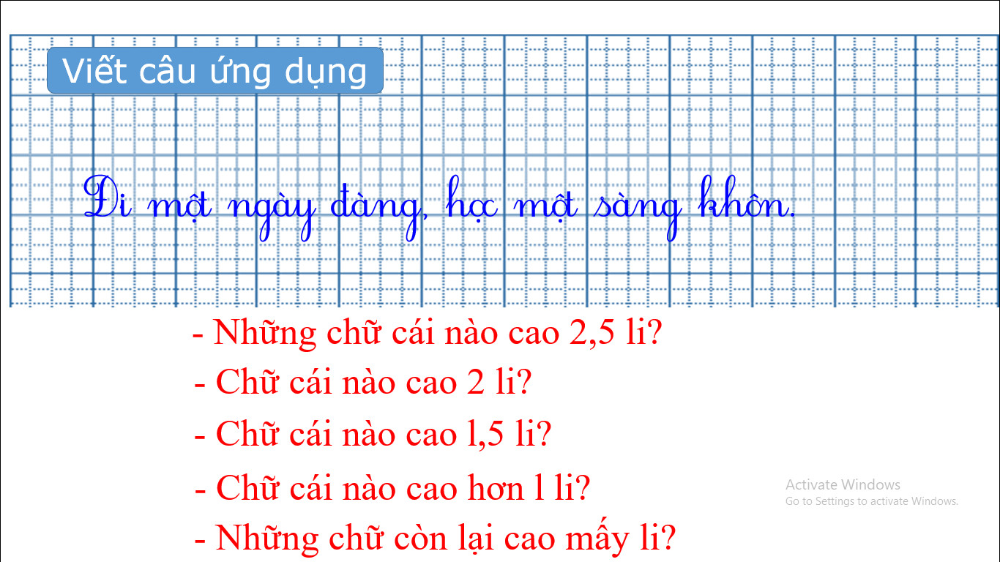 Viết câu ứng dụng
Đi một ngày đàng, học một sàng khôn.
- Những chữ cái nào cao 2,5 li?
- Chữ cái nào cao 2 li?
- Chữ cái nào cao l,5 li?
- Chữ cái nào cao hơn l li?
- Những chữ còn lại cao mấy li?
Activate Windows
Go to Settings to activate Windows.